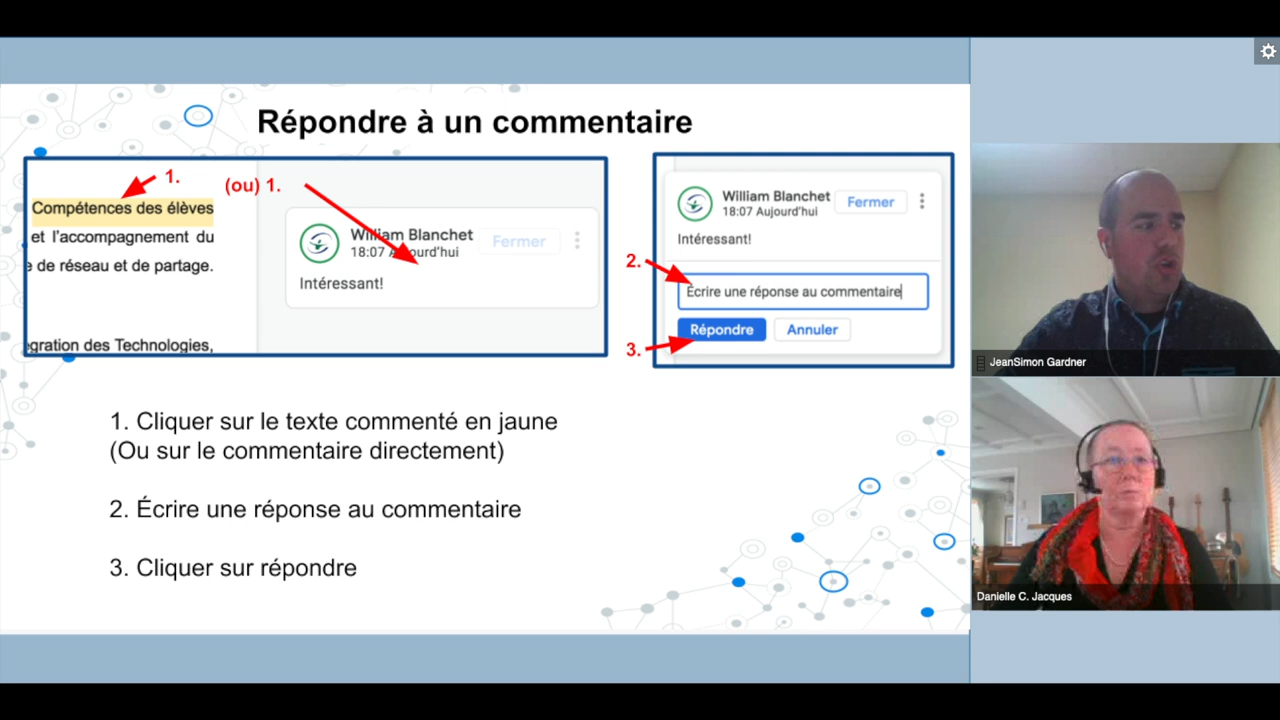 Répondre à un commentaire
1.
(ou) 1.
Compétences des élèves
et l'accompagnement du
e de réseau et de partage.
gration des Technologies,
William Blanchet
Fermer
18:07 Aujourd'hui
Intéressant!
William Blanchet
Fermer
18:07 Aujourd'hui
Intéressant!
2.
Écrire une réponse au commentaire
Répondre
Annuler
3.
1. Cliquer sur le texte commenté en jaune
(Ou sur le commentaire directement)
2. Écrire une réponse au commentaire
3. Cliquer sur répondre
JeanSimon Gardner
Danielle C. Jacques